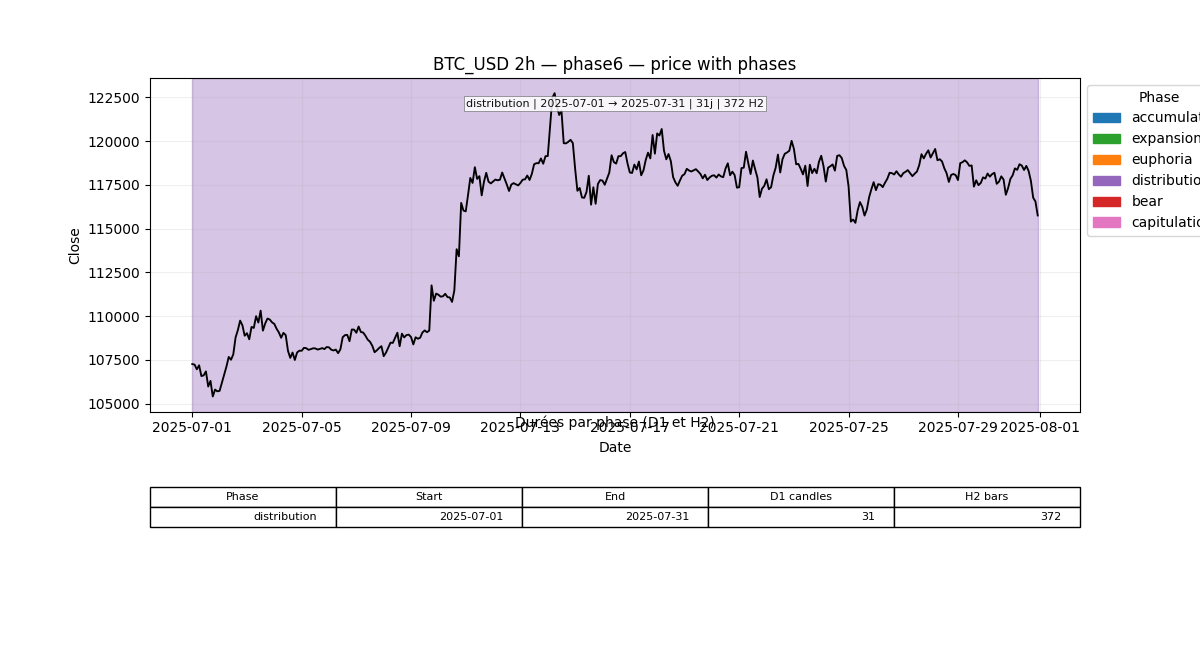 BTC_USD 2h — phase6 — price with phases
distribution | 2025-07-01 → 2025-07-31 | 31j | 372 H2
Close
122500
120000
117500
115000
112500
110000
107500
105000
Phase
accumulat
expansion
euphoria
distributio
bear
capitulatio
2025-07-01 2025-07-05 2025-07-09 2025-07-13 2025-07-17 2025-07-21 2025-07-25 2025-07-29 2025-08-01
Durées par phase (D1 et H2)
Date
Phase Start End D1 candles H2 bars
distribution 2025-07-01 2025-07-31 31 372